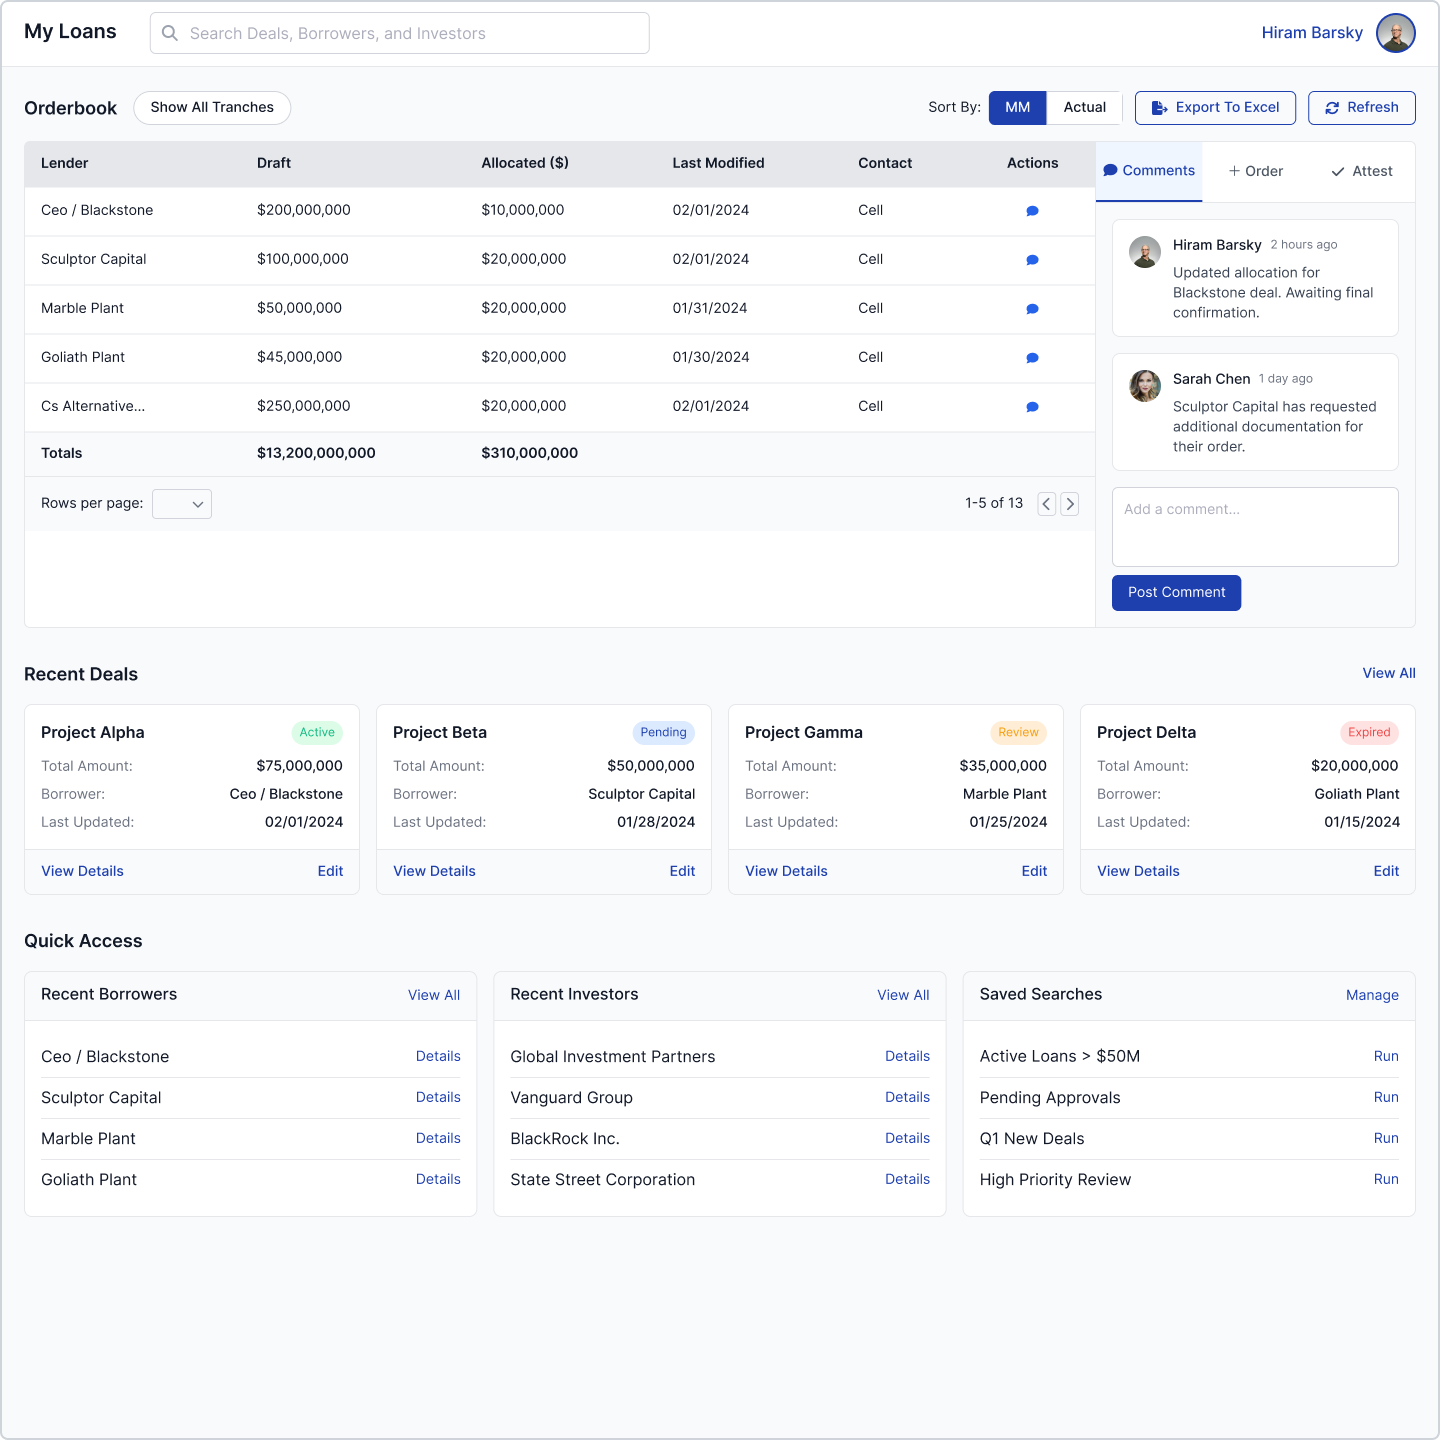 My Loans
Search Deals, Borrowers, and Investors
Hiram Barsky
Orderbook
Show All Tranches
Sort By:
MM
Actual
Export To Excel
Refresh
Lender Draft Allocated ($) Last Modified Contact Actions
Ceo / Blackstone $200,000,000 $10,000,000 02/01/2024 Cell
Sculptor Capital $100,000,000 $20,000,000 02/01/2024 Cell
Marble Plant $50,000,000 $20,000,000 01/31/2024 Cell
Goliath Plant $45,000,000 $20,000,000 01/30/2024 Cell
Cs Alternative... $250,000,000 $20,000,000 02/01/2024 Cell
Totals $13,200,000,000 $310,000,000
Rows per page:
1-5 of 13
Comments
Order
Attest
Hiram Barsky 2 hours ago
Updated allocation for
Blackstone deal. Awaiting final
confirmation.
Sarah Chen 1 day ago
Sculptor Capital has requested
additional documentation for
their order.
Add a comment...
Post Comment
Recent Deals
View All
Project Alpha Active
Total Amount: $75,000,000
Borrower: Ceo / Blackstone
Last Updated: 02/01/2024
View Details Edit
Project Beta Pending
Total Amount: $50,000,000
Borrower: Sculptor Capital
Last Updated: 01/28/2024
View Details Edit
Project Gamma Review
Total Amount: $35,000,000
Borrower: Marble Plant
Last Updated: 01/25/2024
View Details Edit
Project Delta Expired
Total Amount: $20,000,000
Borrower: Goliath Plant
Last Updated: 01/15/2024
View Details Edit
Quick Access
Recent Borrowers View All
Ceo / Blackstone Details
Sculptor Capital Details
Marble Plant Details
Goliath Plant Details
Recent Investors View All
Global Investment Partners Details
Vanguard Group Details
BlackRock Inc. Details
State Street Corporation Details
Saved Searches Manage
Active Loans > $50M Run
Pending Approvals Run
Q1 New Deals Run
High Priority Review Run